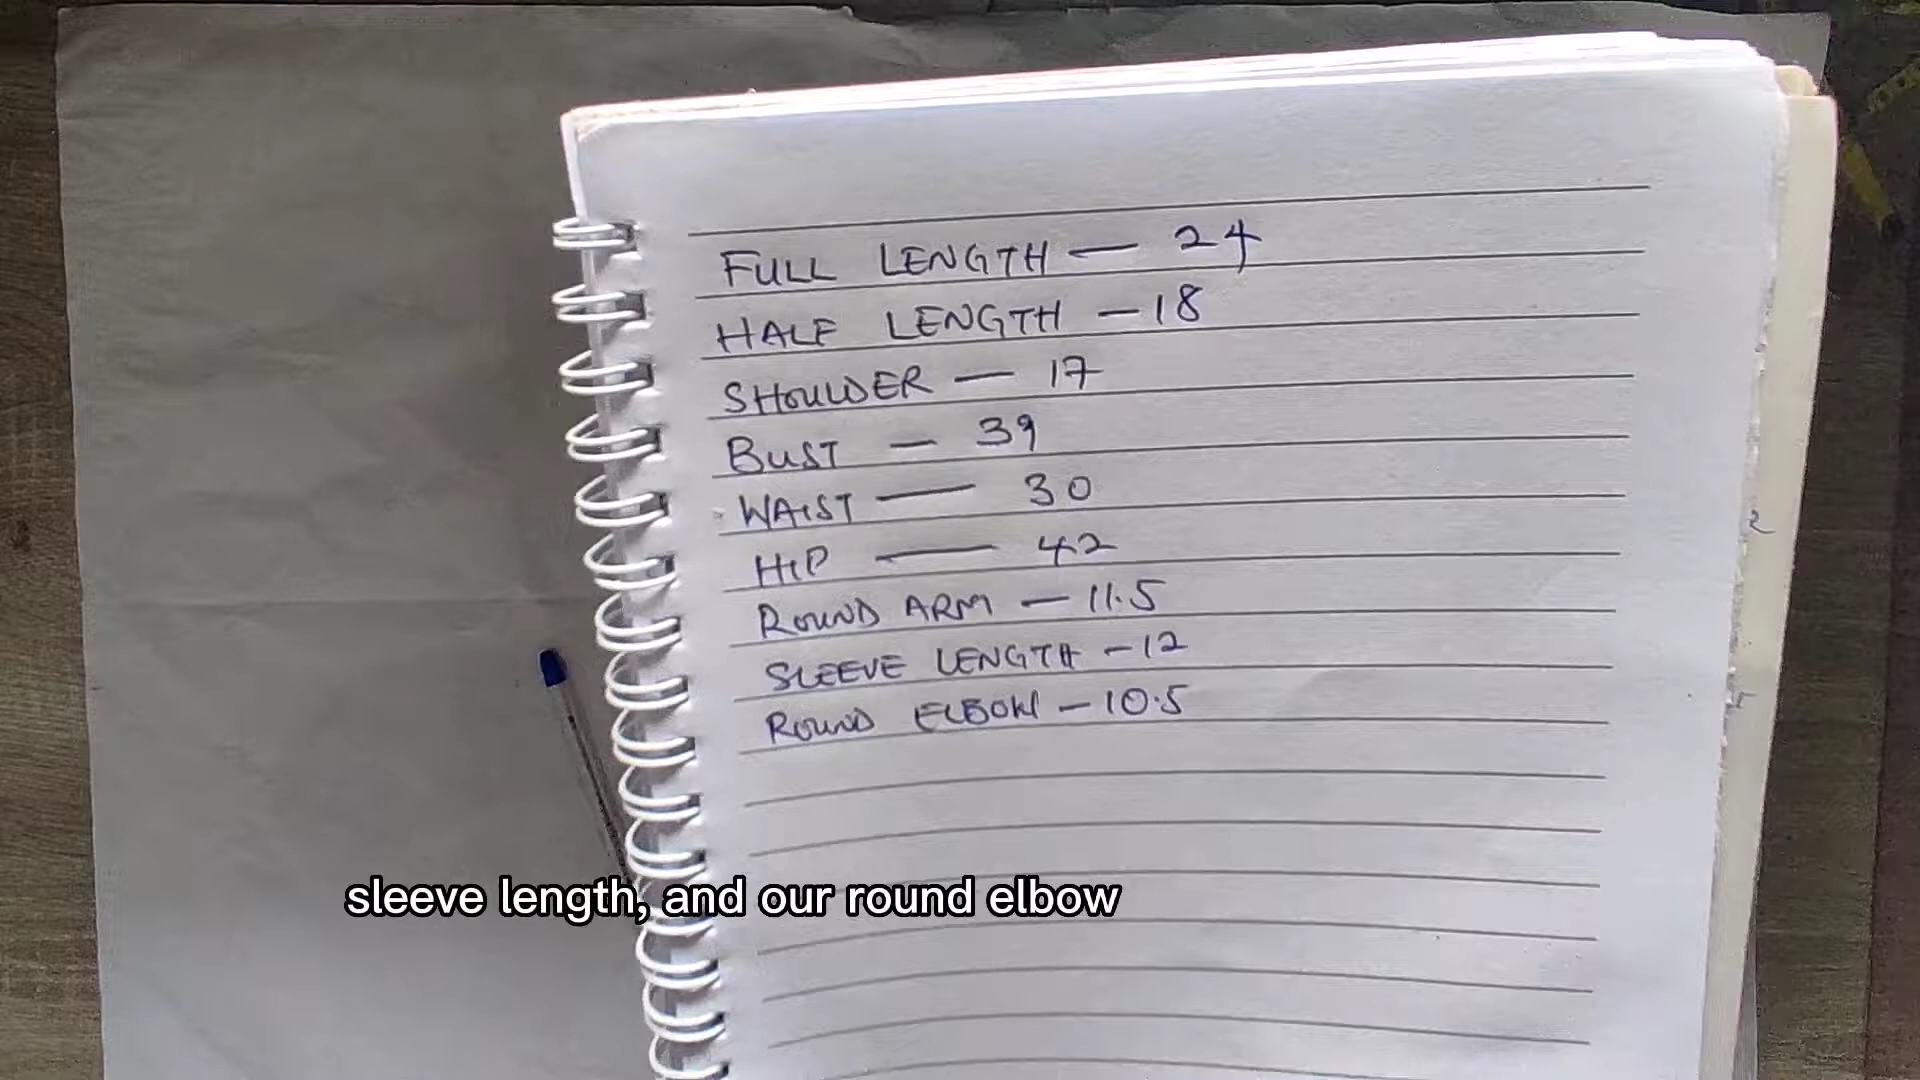 FULL LENGTH — 24
HALF LENGTH — 18
SHOULDER — 17
BUST — 39
WAIST — 30
HIP — 42
ROUND ARM — 11.5
SLEEVE LENGTH — 12
ROUND ELBOW — 10.5
sleeve length, and our round elbow